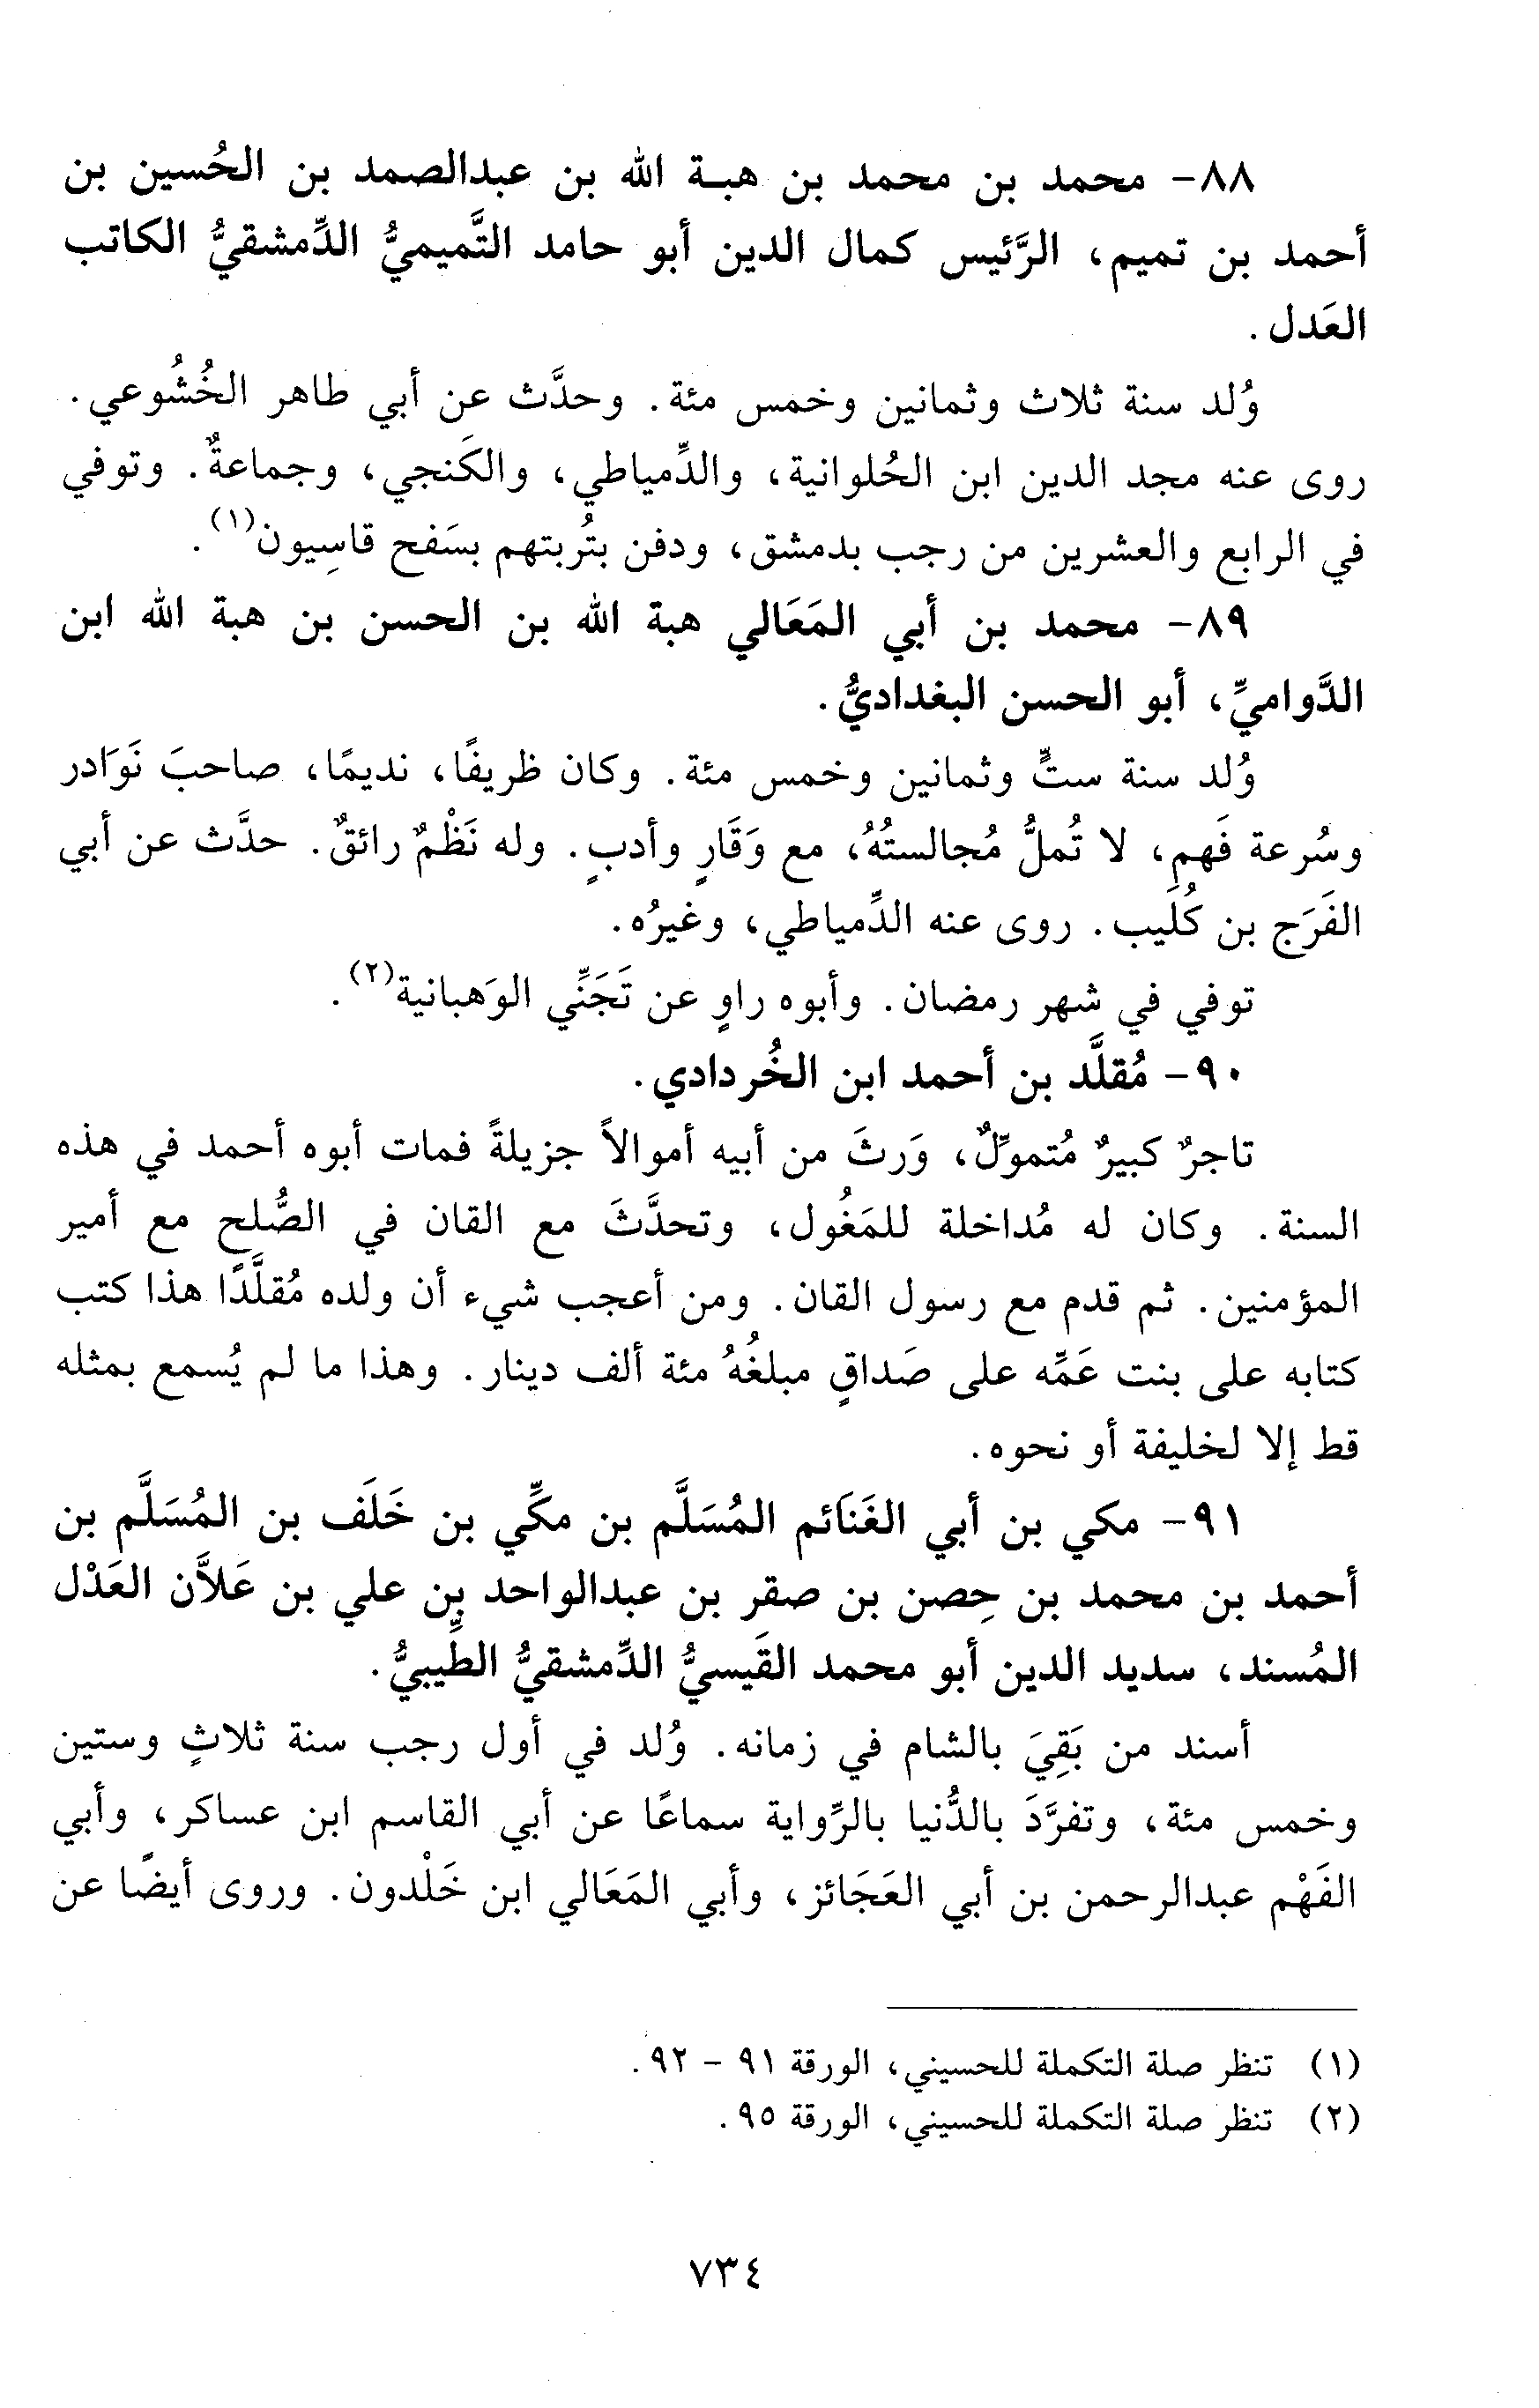 ٨٨- محمد بن محمد بن هبـة الله بن عبدالصمد بن الحُسين بن
أحمد بن تميم، الرَّئيس كمال الدين أبو حامد التَّميميُّ الدِّمشقيُّ الكاتب
العَدل.
وُلد سنة ثلاث وثمانين وخمس مئة. وحدَّث عن أبي طاهر الخُشُوعي.
روى عنه مجد الدين ابن الحُلوانية، والدِّمياطي، والكَنجي، وجماعةٌ. وتوفي
في الرابع والعشرين من رجب بدمشق، ودفن بتُربتهم بسَفح قاسِيون(١).
٨٩- محمد بن أبي المَعَالي هبة الله بن الحسن بن هبة الله ابن
الدَّواميِّ، أبو الحسن البغداديُّ.
وُلد سنة ستٍّ وثمانين وخمس مئة. وكان ظريفًا، نديمًا، صاحبَ نَوَادر
وسُرعة فَهمٍ، لا تُملُّ مُجالستُهُ، مع وَقَارٍ وأدبٍ. وله نَظْمٌ رائقٌ. حدَّث عن أبي
الفَرَج بن كُلَيب. روى عنه الدِّمياطي، وغيرُه.
توفي في شهر رمضان. وأبوه راوٍ عن تَجَنِّي الوَهبانية(٢).
٩٠- مُقلَّد بن أحمد ابن الخُردادي.
تاجرٌ كبيرٌ مُتموِّلٌ، وَرثَ من أبيه أموالاً جزيلةً فمات أبوه أحمد في هذه
السنة. وكان له مُداخلة للمَغُول، وتحدَّثَ مع القان في الصُّلح مع أمير
المؤمنين. ثم قدم مع رسول القان. ومن أعجب شيء أن ولده مُقلَّدًا هذا كتب
كتابه على بنت عَمِّه على صَداقٍ مبلغُهُ مئة ألف دينار. وهذا ما لم يُسمع بمثله
قط إلا لخليفة أو نحوه.
٩١- مكي بن أبي الغَنَائم المُسَلَّم بن مكِّي بن خَلَف بن المُسَلَّم بن
أحمد بن محمد بن حِصن بن صقر بن عبدالواحد بن علي بن عَلاَّن العَدْل
المُسند، سديد الدين أبو محمد القَيسيُّ الدِّمشقيُّ الطِّيبيُّ.
أسند من بَقِيَ بالشام في زمانه. وُلد في أول رجب سنة ثلاثٍ وستين
وخمس مئة، وتفرَّدَ بالدُّنيا بالرِّواية سماعًا عن أبي القاسم ابن عساكر، وأبي
الفَهْم عبدالرحمن بن أبي العَجَائز، وأبي المَعَالي ابن خَلْدون. وروى أيضًا عن
(١) تنظر صلة التكملة للحسيني، الورقة ٩١ - ٩٢.
(٢) تنظر صلة التكملة للحسيني، الورقة ٩٥.
٧٣٤